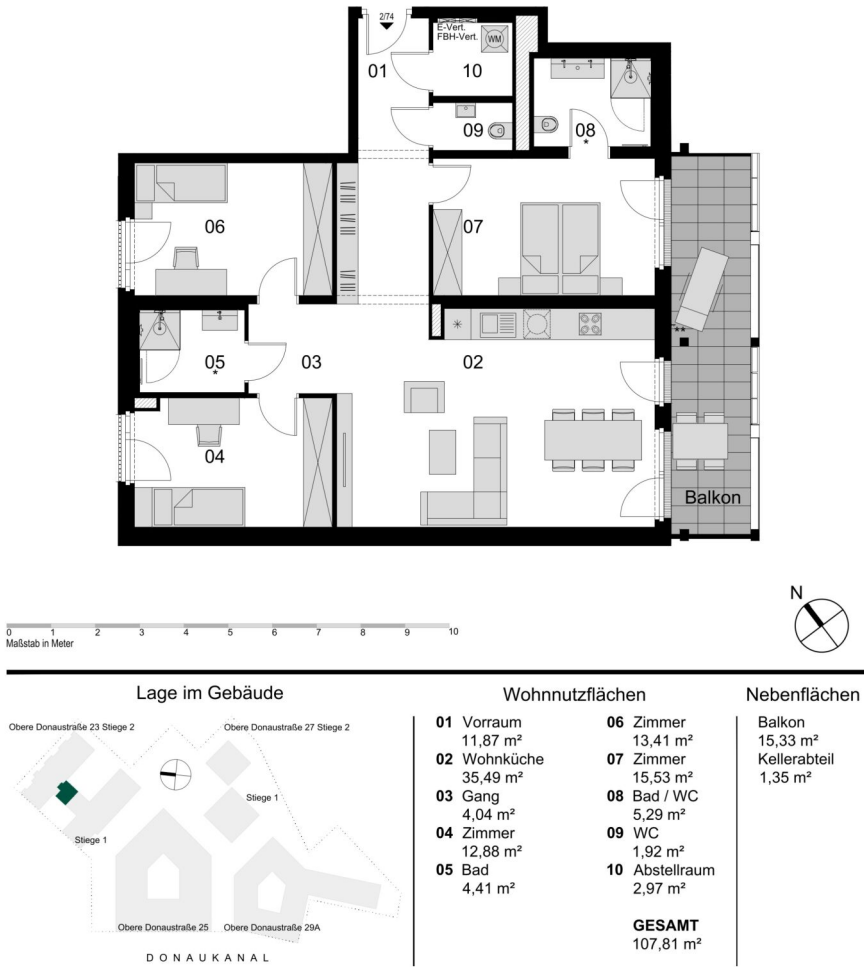 2/74
E-Vert.
FBH-Vert.
WM
01
10
09
08
*
06
07
05
*
03
02
*
**
04
Balkon
N
0 1 2 3 4 5 6 7 8 9 10
Maßstab in Meter
Lage im Gebäude
Obere Donaustraße 23 Stiege 2
Obere Donaustraße 27 Stiege 2
Stiege 1
Stiege 1
Obere Donaustraße 25
Obere Donaustraße 29A
DONAUKANAL
Wohnnutzflächen
01 Vorraum
11,87 m²
02 Wohnküche
35,49 m²
03 Gang
4,04 m²
04 Zimmer
12,88 m²
05 Bad
4,41 m²
06 Zimmer
13,41 m²
07 Zimmer
15,53 m²
08 Bad / WC
5,29 m²
09 WC
1,92 m²
10 Abstellraum
2,97 m²
GESAMT
107,81 m²
Nebenflächen
Balkon
15,33 m²
Kellerabteil
1,35 m²